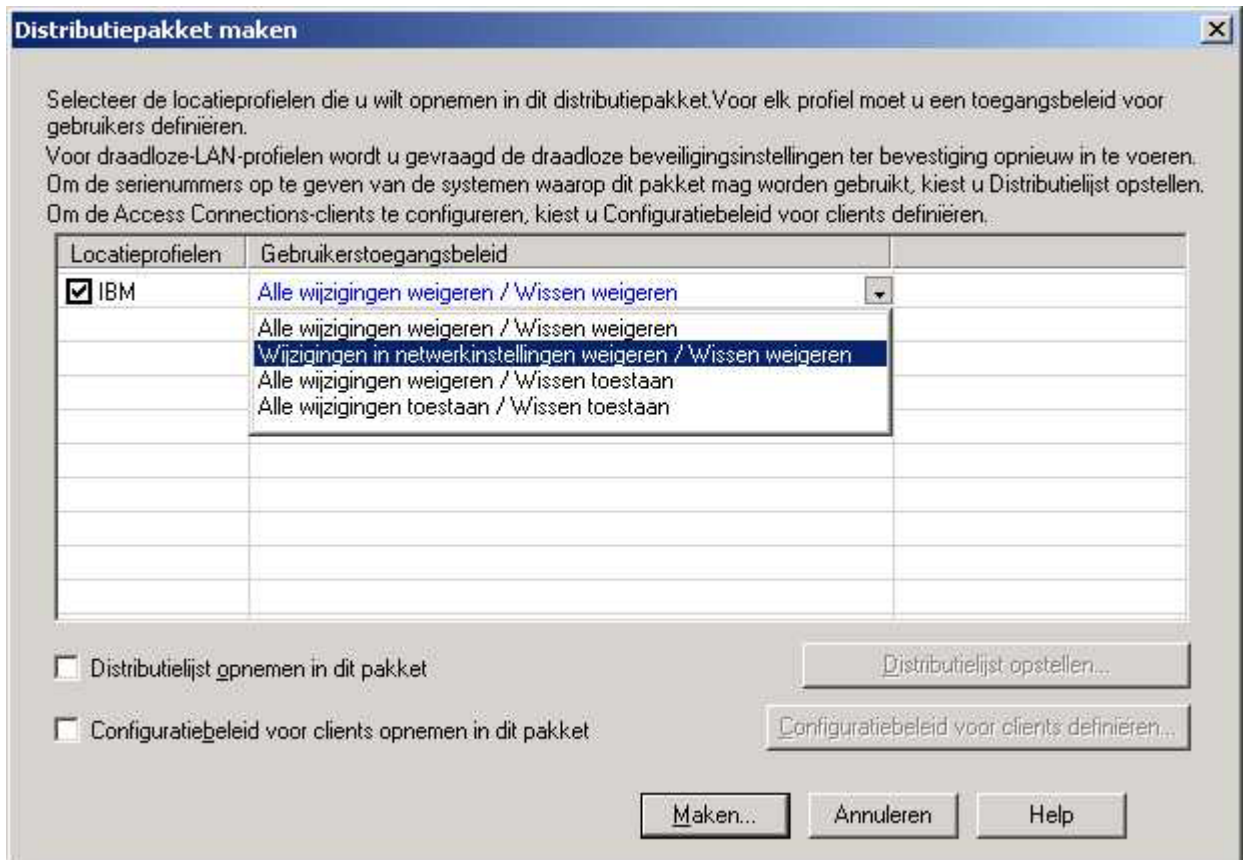 Distributiepakket maken
Selecteer de locatieprofielen die u wilt opnemen in dit distributiepakket.Voor elk profiel moet u een toegangsbeleid voor
gebruikers definiëren.
Voor draadloze-LAN-profielen wordt u gevraagd de draadloze beveiligingsinstellingen ter bevestiging opnieuw in te voeren.
Om de serienummers op te geven van de systemen waarop dit pakket mag worden gebruikt, kiest u Distributielijst opstellen.
Om de Access Connections-clients te configureren, kiest u Configuratiebeleid voor clients definiëren.
Locatieprofielen Gebruikerstoegangsbeleid
IBM Alle wijzigingen weigeren / Wissen weigeren
Alle wijzigingen weigeren / Wissen weigeren
Wijzigingen in netwerkinstellingen weigeren / Wissen weigeren
Alle wijzigingen weigeren / Wissen toestaan
Alle wijzigingen toestaan / Wissen toestaan
Distributielijst opnemen in dit pakket Distributielijst opstellen...
Configuratiebeleid voor clients opnemen in dit pakket Configuratiebeleid voor clients definiëren...
Maken... Annuleren Help